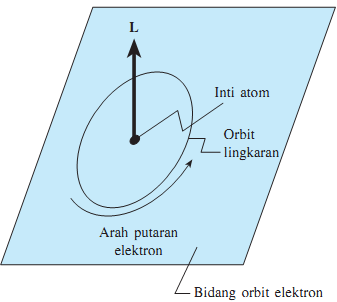 L
Inti atom
Orbit
lingkaran
Arah putaran
elektron
Bidang orbit elektron